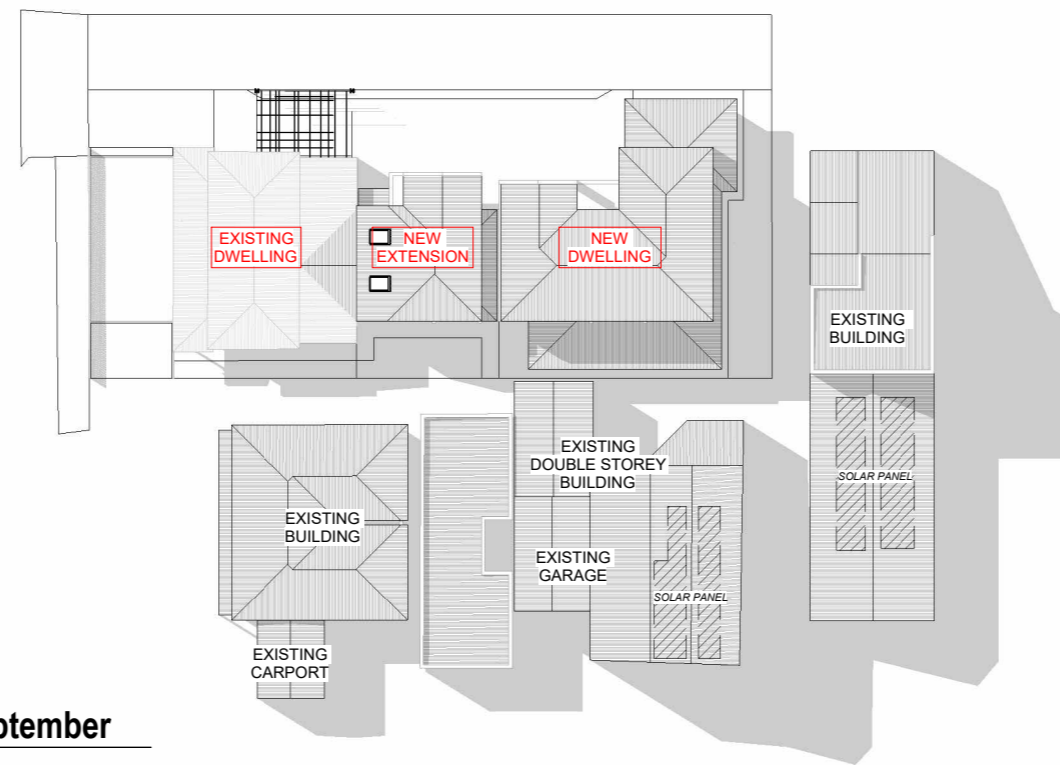 EXISTING
DWELLING
NEW
EXTENSION
NEW
DWELLING
EXISTING
BUILDING
EXISTING
DOUBLE STOREY
BUILDING
SOLAR PANEL
EXISTING
BUILDING
EXISTING
GARAGE
SOLAR PANEL
EXISTING
CARPORT
ptember